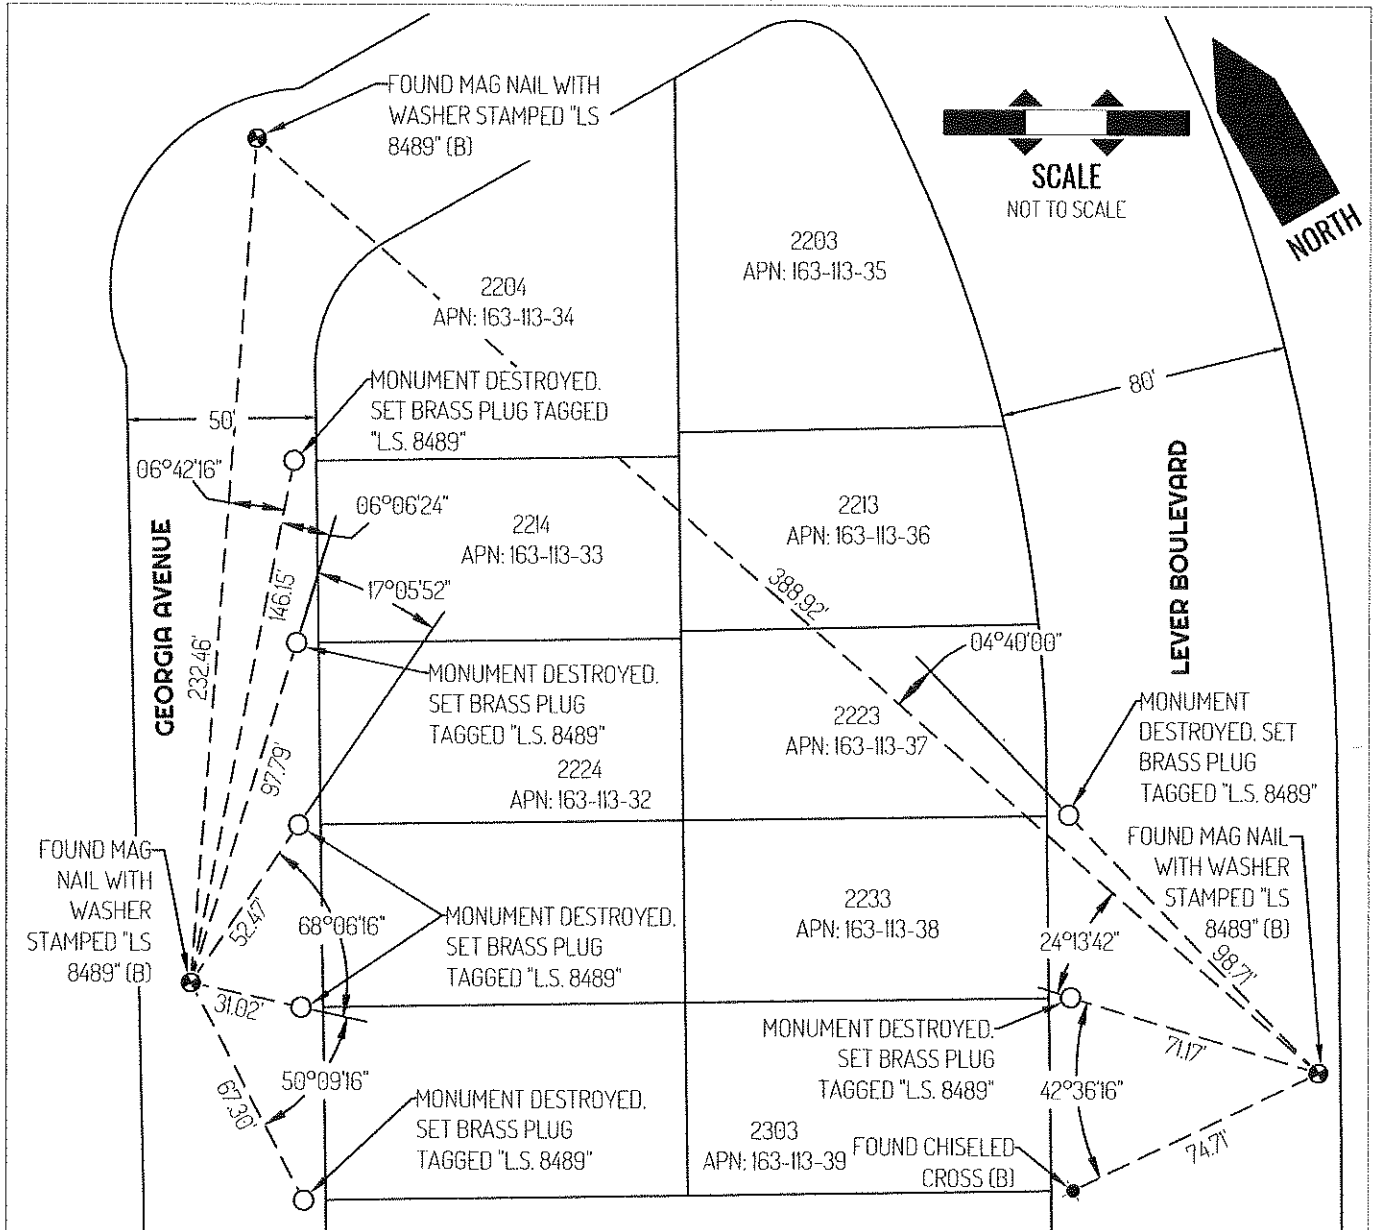 FOUND MAG NAIL WITH
WASHER STAMPED "LS
8489" (B)
SCALE
NOT TO SCALE
NORTH
2203
APN: 163-113-35
2204
APN: 163-113-34
MONUMENT DESTROYED.
SET BRASS PLUG TAGGED
"L.S. 8489"
50'
80'
06°42'16"
06°06'24"
2214
APN: 163-113-33
2213
APN: 163-113-36
GEORGIA AVENUE
LEVER BOULEVARD
232.46'
146.15'
97.79'
17°05'52"
388.92'
04°40'00"
MONUMENT DESTROYED.
SET BRASS PLUG
TAGGED "L.S. 8489"
2223
APN: 163-113-37
2224
APN: 163-113-32
MONUMENT
DESTROYED. SET
BRASS PLUG
TAGGED "L.S. 8489"
FOUND MAG
NAIL WITH
WASHER
STAMPED "LS
8489" (B)
FOUND MAG NAIL
WITH WASHER
STAMPED "LS
8489" (B)
52.47'
68°06'16"
MONUMENT DESTROYED.
SET BRASS PLUG
TAGGED "L.S. 8489"
2233
APN: 163-113-38
24°13'42"
98.71'
31.02'
50°09'16"
67.30'
MONUMENT DESTROYED.
SET BRASS PLUG
TAGGED "L.S. 8489"
71.17'
42°36'16"
MONUMENT DESTROYED.
SET BRASS PLUG
TAGGED "L.S. 8489"
2303
APN: 163-113-39
FOUND CHISELED
CROSS (B)
74.71'